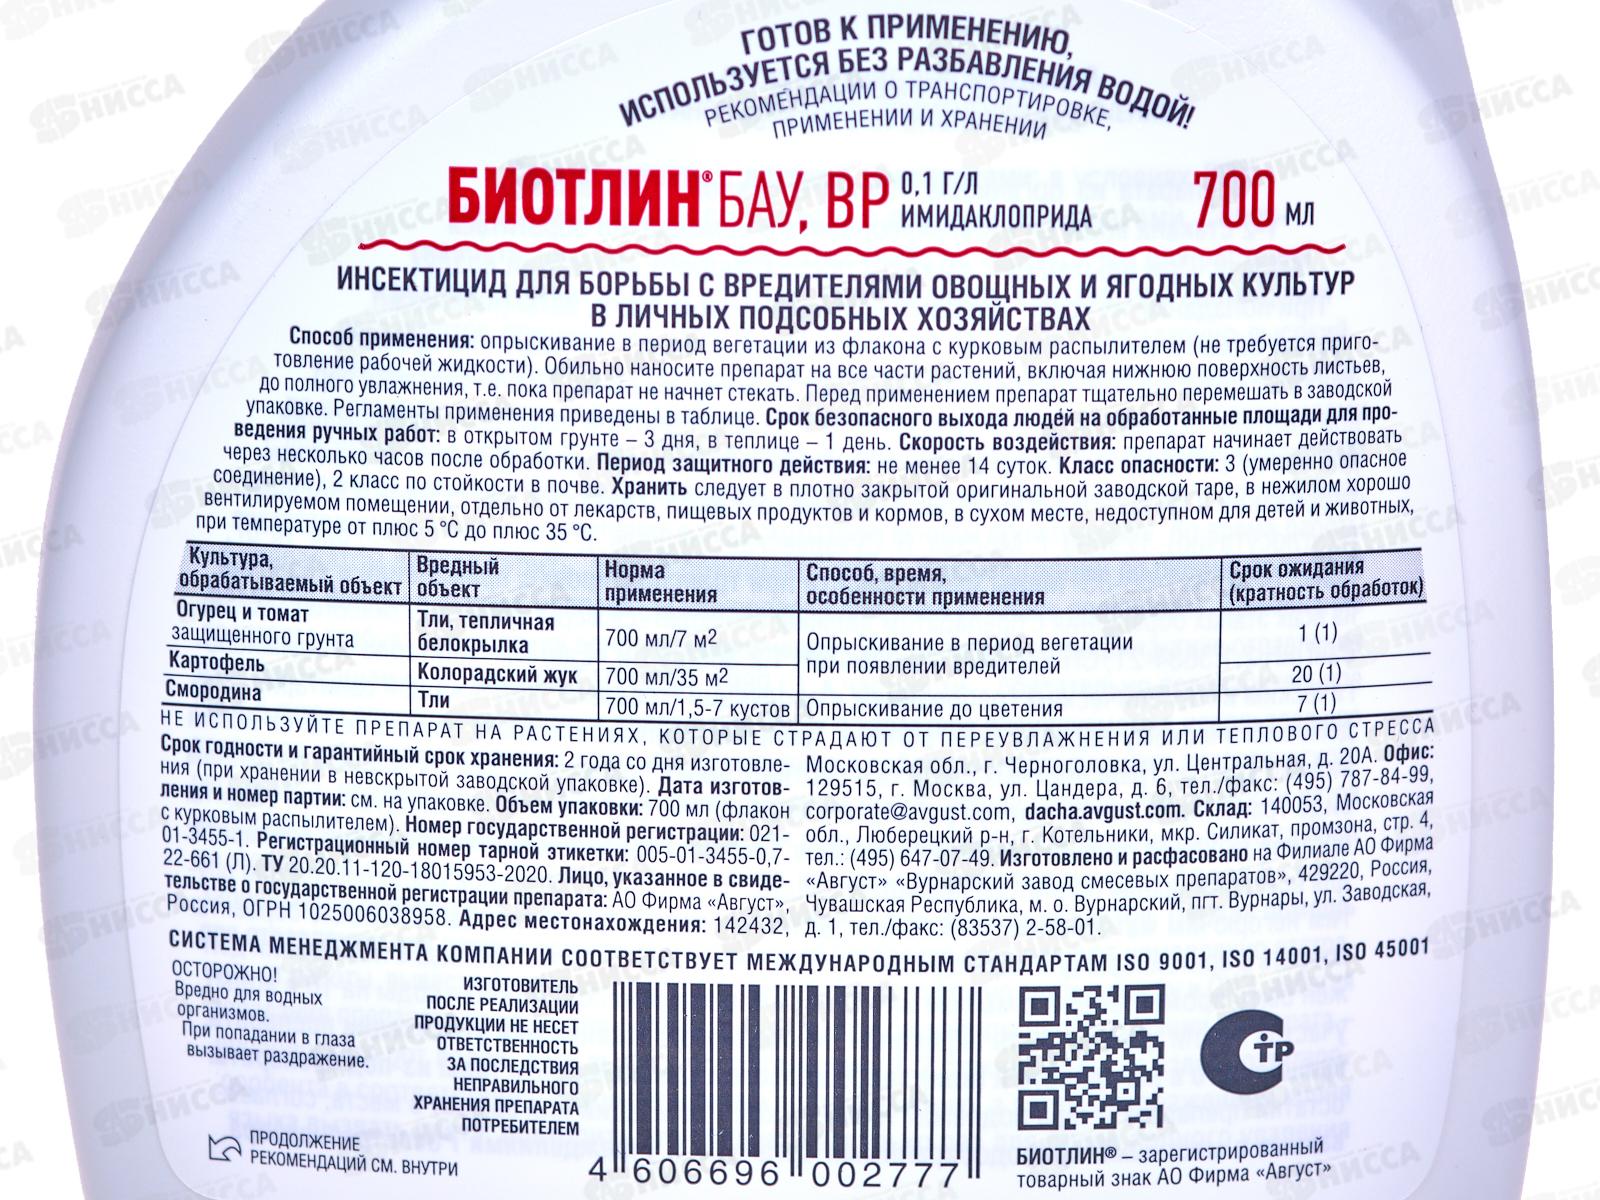 ГОТОВ К ПРИМЕНЕНИЮ,
ИСПОЛЬЗУЕТСЯ БЕЗ РАЗБАВЛЕНИЯ ВОДОЙ!
РЕКОМЕНДАЦИИ О ТРАНСПОРТИРОВКЕ,
ПРИМЕНЕНИИ И ХРАНЕНИИ
БИОТЛИН® БАУ, ВР 0,1 Г/Л ИМИДАКЛОПРИДА 700 МЛ
ИНСЕКТИЦИД ДЛЯ БОРЬБЫ С ВРЕДИТЕЛЯМИ ОВОЩНЫХ И ЯГОДНЫХ КУЛЬТУР
В ЛИЧНЫХ ПОДСОБНЫХ ХОЗЯЙСТВАХ
Способ применения: опрыскивание в период вегетации из флакона с курковым распылителем (не требуется приго-
товление рабочей жидкости). Обильно наносите препарат на все части растений, включая нижнюю поверхность листьев,
до полного увлажнения, т.е. пока препарат не начнет стекать. Перед применением препарат тщательно перемешать в заводской
упаковке. Регламенты применения приведены в таблице. Срок безопасного выхода людей на обработанные площади для про-
ведения ручных работ: в открытом грунте – 3 дня, в теплице – 1 день. Скорость воздействия: препарат начинает действовать
через несколько часов после обработки. Период защитного действия: не менее 14 суток. Класс опасности: 3 (умеренно опасное
соединение), 2 класс по стойкости в почве. Хранить следует в плотно закрытой оригинальной заводской таре, в нежилом хорошо
вентилируемом помещении, отдельно от лекарств, пищевых продуктов и кормов, в сухом месте, недоступном для детей и животных,
при температуре от плюс 5 °С до плюс 35 °С.
Культура, обрабатываемый объект Вредный объект Норма применения Способ, время, особенности применения Срок ожидания (кратность обработок)
Огурец и томат защищенного грунта Тли, тепличная белокрылка 700 мл/7 м2 Опрыскивание в период вегетации при появлении вредителей 1 (1)
Картофель Колорадский жук 700 мл/35 м2 20 (1)
Смородина Тли 700 мл/1,5-7 кустов Опрыскивание до цветения 7 (1)
НЕ ИСПОЛЬЗУЙТЕ ПРЕПАРАТ НА РАСТЕНИЯХ, КОТОРЫЕ СТРАДАЮТ ОТ ПЕРЕУВЛАЖНЕНИЯ ИЛИ ТЕПЛОВОГО СТРЕССА
Срок годности и гарантийный срок хранения: 2 года со дня изготовле-
ния (при хранении в невскрытой заводской упаковке). Дата изготов-
ления и номер партии: см. на упаковке. Объем упаковки: 700 мл (флакон
с курковым распылителем). Номер государственной регистрации: 021-
01-3455-1. Регистрационный номер тарной этикетки: 005-01-3455-0,7-
22-661 (Л). ТУ 20.20.11-120-18015953-2020. Лицо, указанное в свиде-
тельстве о государственной регистрации препарата: АО Фирма «Август»,
Россия, ОГРН 1025006038958. Адрес местонахождения: 142432,
Московская обл., г. Черноголовка, ул. Центральная, д. 20А. Офис:
129515, г. Москва, ул. Цандера, д. 6, тел./факс: (495) 787-84-99,
corporate@avgust.com, dacha.avgust.com Склад: 140053, Московская
обл., Люберецкий р-н, г. Котельники, мкр. Силикат, промзона, стр. 4,
тел.: (495) 647-07-49. Изготовлено и расфасовано на Филиале АО Фирма
«Август» «Вурнарский завод смесевых препаратов», 429220, Россия,
Чувашская Республика, м. о. Вурнарский, пгт. Вурнары, ул. Заводская,
д. 1, тел./факс: (83537) 2-58-01.
СИСТЕМА МЕНЕДЖМЕНТА КОМПАНИИ СООТВЕТСТВУЕТ МЕЖДУНАРОДНЫМ СТАНДАРТАМ ISO 9001, ISO 14001, ISO 45001
ОСТОРОЖНО!
Вредно для водных
организмов.
При попадании в глаза
вызывает раздражение.
ПРОДОЛЖЕНИЕ
РЕКОМЕНДАЦИЙ СМ. ВНУТРИ
ИЗГОТОВИТЕЛЬ
ПОСЛЕ РЕАЛИЗАЦИИ
ПРОДУКЦИИ НЕ НЕСЕТ
ОТВЕТСТВЕННОСТЬ
ЗА ПОСЛЕДСТВИЯ
НЕПРАВИЛЬНОГО
ХРАНЕНИЯ ПРЕПАРАТА
ПОТРЕБИТЕЛЕМ
4 606696 002777
СТР
БИОТЛИН® – зарегистрированный
товарный знак АО Фирма «Август»
НИССА